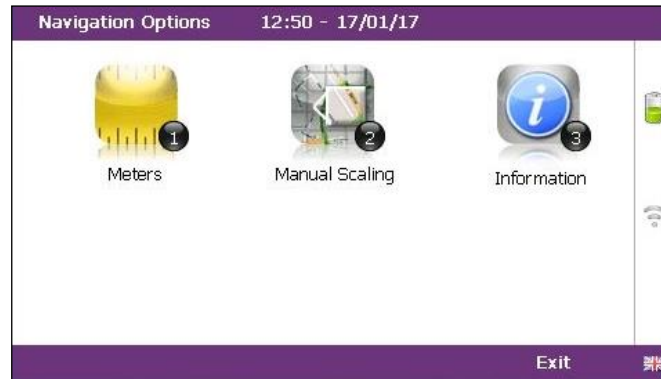 Navigation Options 12:50 - 17/01/17
1 2 3
Meters Manual Scaling Information
Exit